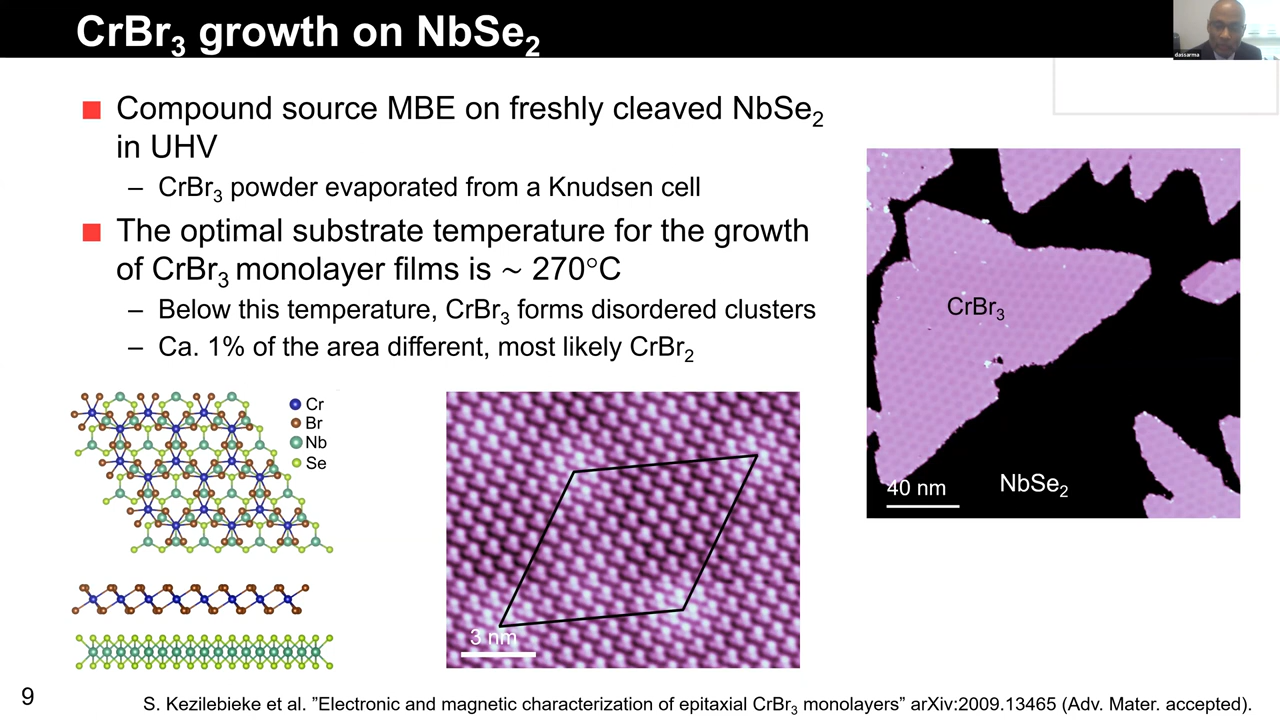 CrBr₃ growth on NbSe₂
dassarma
■ Compound source MBE on freshly cleaved NbSe₂
in UHV
– CrBr₃ powder evaporated from a Knudsen cell
■ The optimal substrate temperature for the growth
of CrBr₃ monolayer films is ~ 270°C
– Below this temperature, CrBr₃ forms disordered clusters
– Ca. 1% of the area different, most likely CrBr₂
Cr
Br
Nb
Se
3 nm
CrBr₃
40 nm
NbSe₂
9
S. Kezilebieke et al. ”Electronic and magnetic characterization of epitaxial CrBr₃ monolayers” arXiv:2009.13465 (Adv. Mater. accepted).